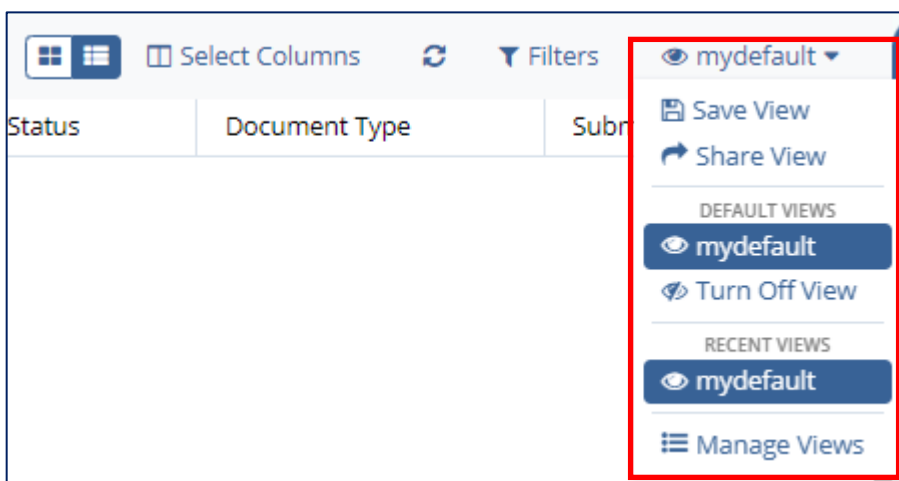 Select Columns Filters mydefault
Status Document Type Subr
Save View
Share View
DEFAULT VIEWS
mydefault
Turn Off View
RECENT VIEWS
mydefault
Manage Views